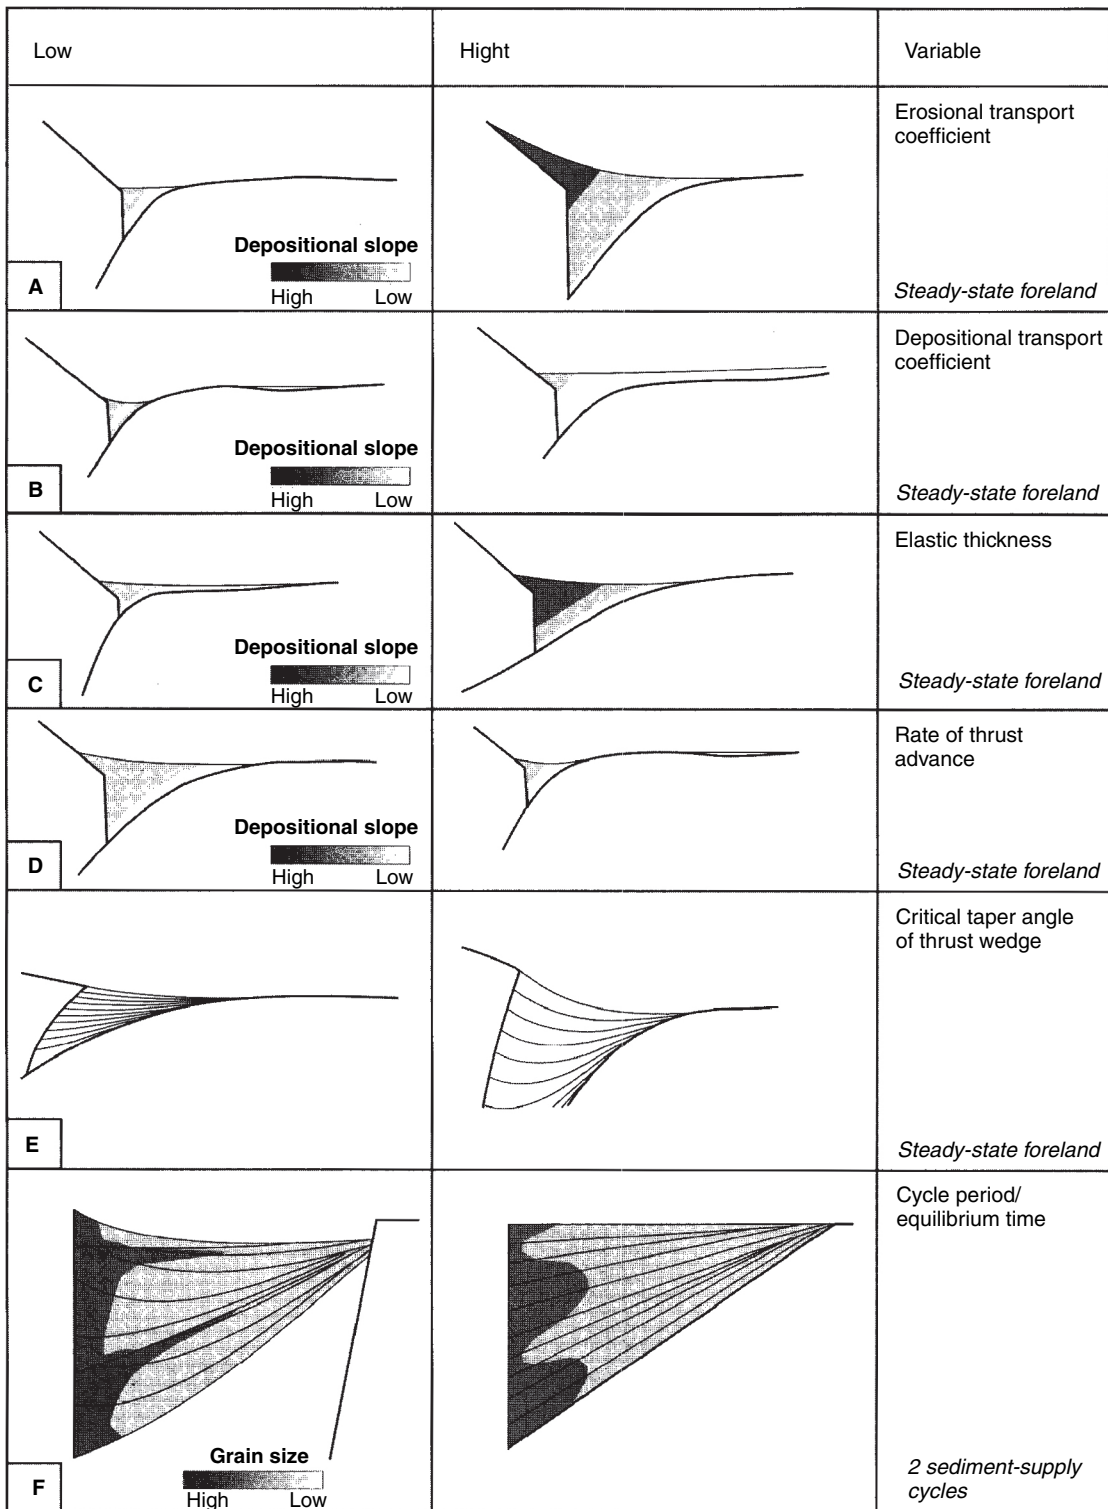 Low
Hight
Variable
Erosional transport
coefficient
Depositional slope
High Low
A
Steady-state foreland
Depositional transport
coefficient
Depositional slope
High Low
B
Steady-state foreland
Elastic thickness
Depositional slope
High Low
C
Steady-state foreland
Rate of thrust
advance
Depositional slope
High Low
D
Steady-state foreland
Critical taper angle
of thrust wedge
E
Steady-state foreland
Cycle period/
equilibrium time
Grain size
High Low
F
2 sediment-supply
cycles